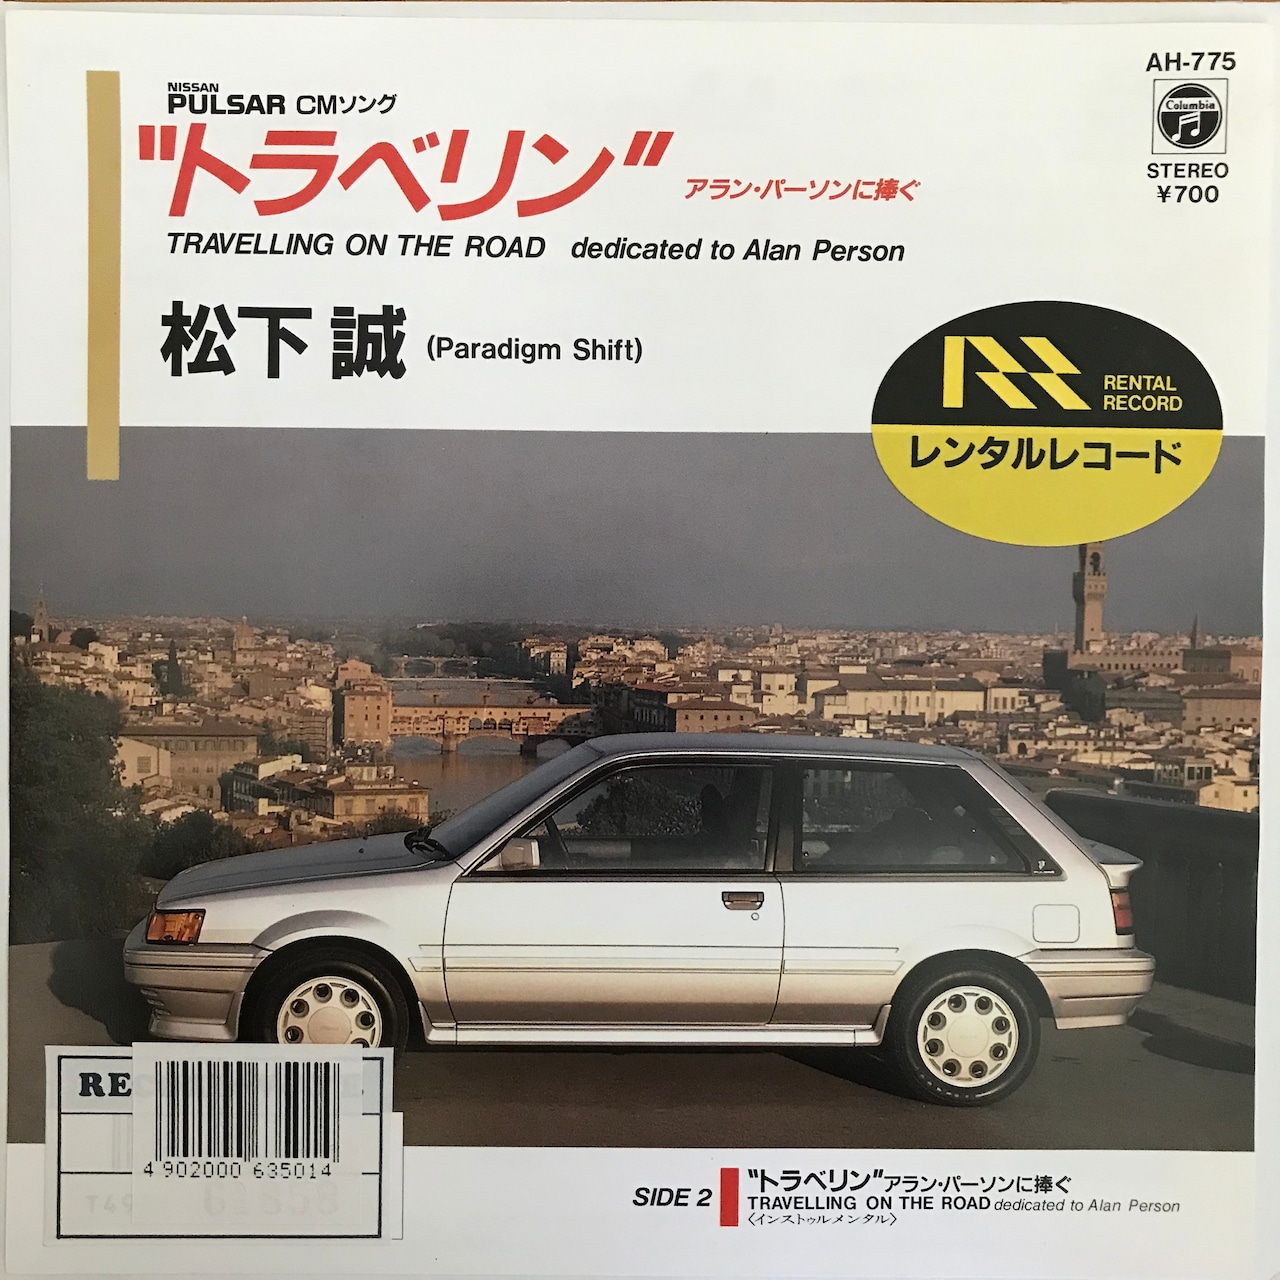 NISSAN
PULSAR CMソング
"トラベリン"
アラン・パーソンに捧ぐ
TRAVELLING ON THE ROAD dedicated to Alan Person
松下 誠 (Paradigm Shift)
AH-775
Columbia
STEREO
¥700
RENTAL
RECORD
レンタルレコード
RE
4 902000 635014
SIDE 2
"トラベリン"アラン・パーソンに捧ぐ
TRAVELLING ON THE ROAD dedicated to Alan Person
〈インストゥルメンタル〉